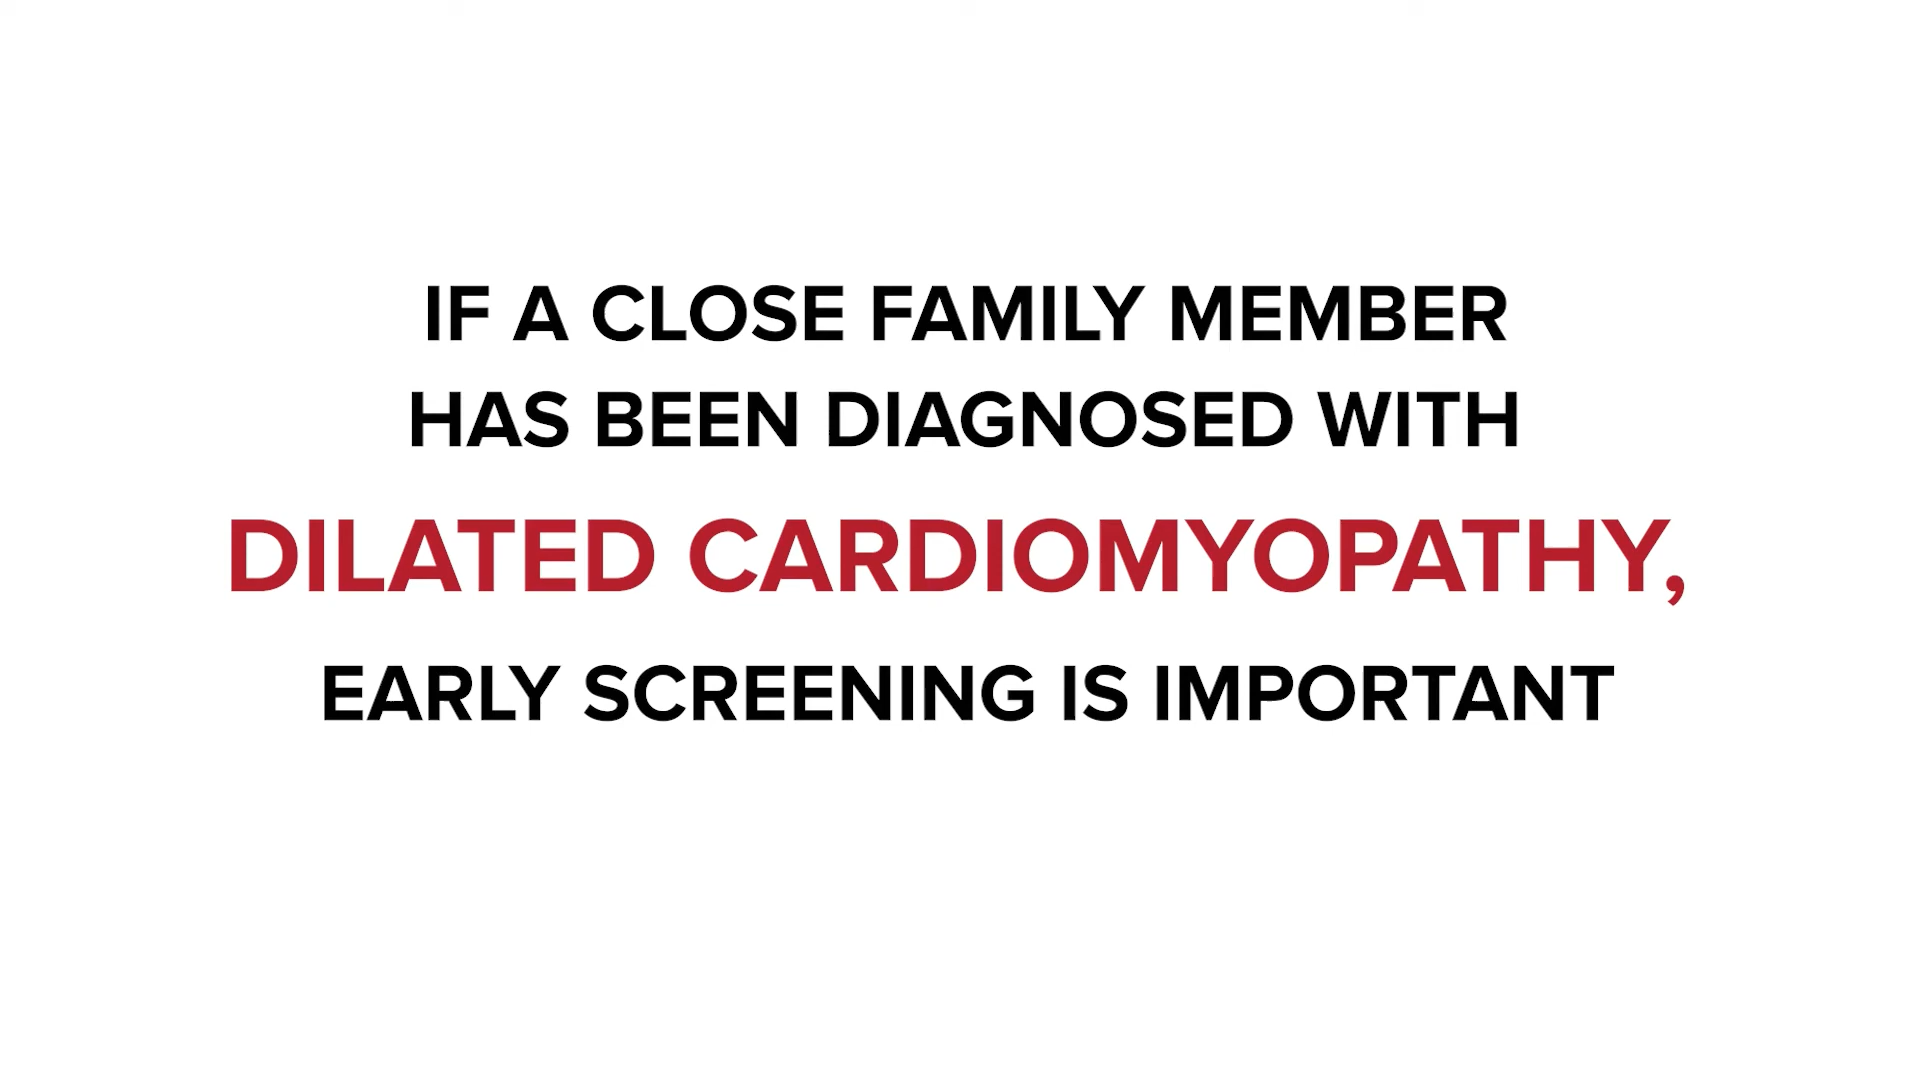 IF A CLOSE FAMILY MEMBER
HAS BEEN DIAGNOSED WITH
DILATED CARDIOMYOPATHY,
EARLY SCREENING IS IMPORTANT